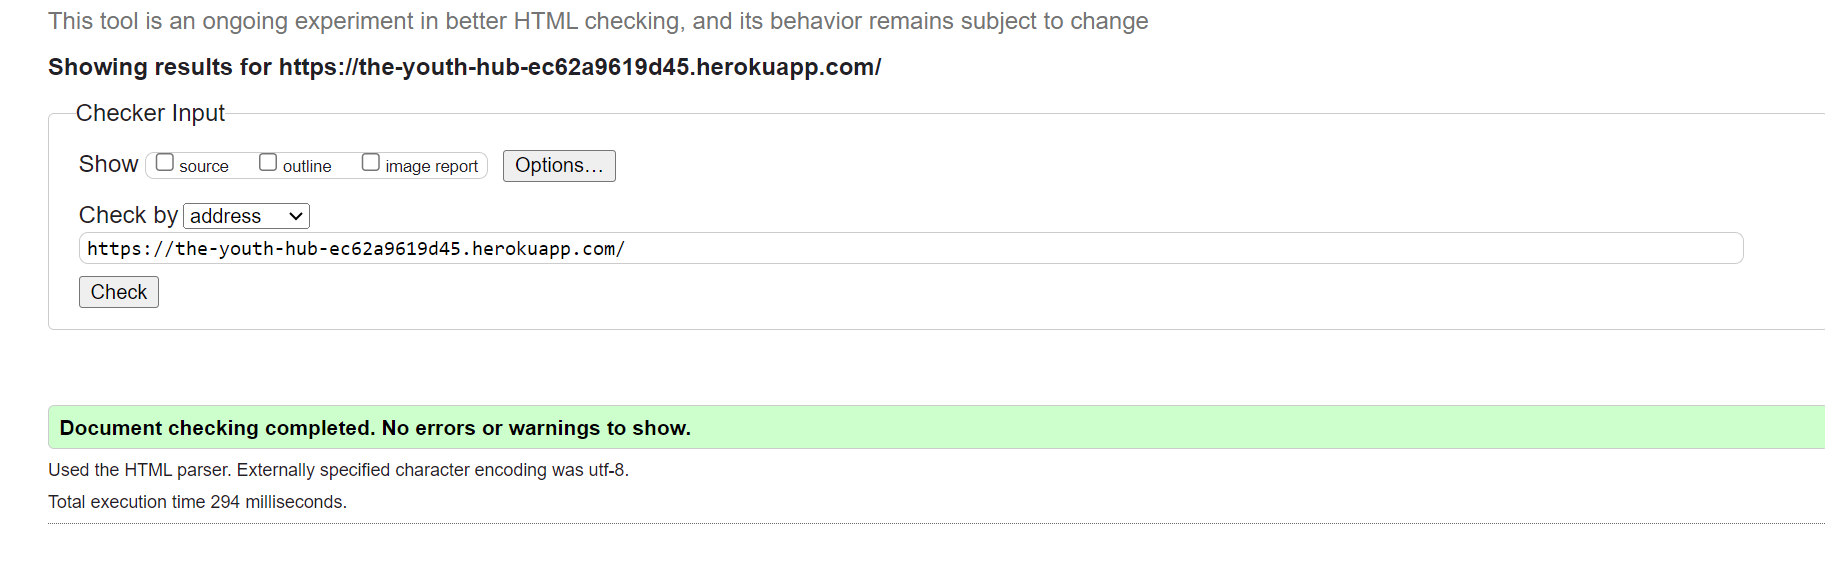 This tool is an ongoing experiment in better HTML checking, and its behavior remains subject to change
Showing results for https://the-youth-hub-ec62a9619d45.herokuapp.com/
Checker Input
Show source outline image report Options...
Check by address
https://the-youth-hub-ec62a9619d45.herokuapp.com/
Check
Document checking completed. No errors or warnings to show.
Used the HTML parser. Externally specified character encoding was utf-8.
Total execution time 294 milliseconds.